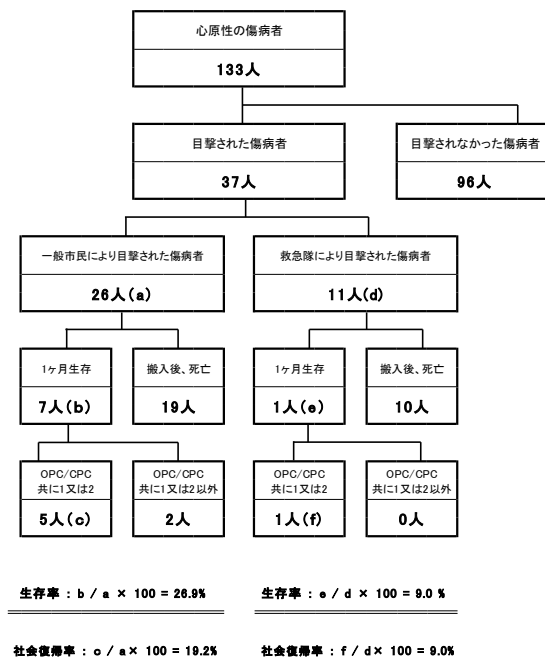 心原性の傷病者
133人
目撃された傷病者
37人
目撃されなかった傷病者
96人
一般市民により目撃された傷病者
26人(a)
救急隊により目撃された傷病者
11人(d)
1ヶ月生存
7人(b)
搬入後、死亡
19人
1ヶ月生存
1人(e)
搬入後、死亡
10人
OPC/CPC
共に1又は2
5人(c)
OPC/CPC
共に1又は2以外
2人
OPC/CPC
共に1又は2
1人(f)
OPC/CPC
共に1又は2以外
0人
生存率 : b / a × 100 = 26.9%
生存率 : e / d × 100 = 9.0 %
社会復帰率 : c / a × 100 = 19.2%
社会復帰率 : f / d× 100 = 9.0%